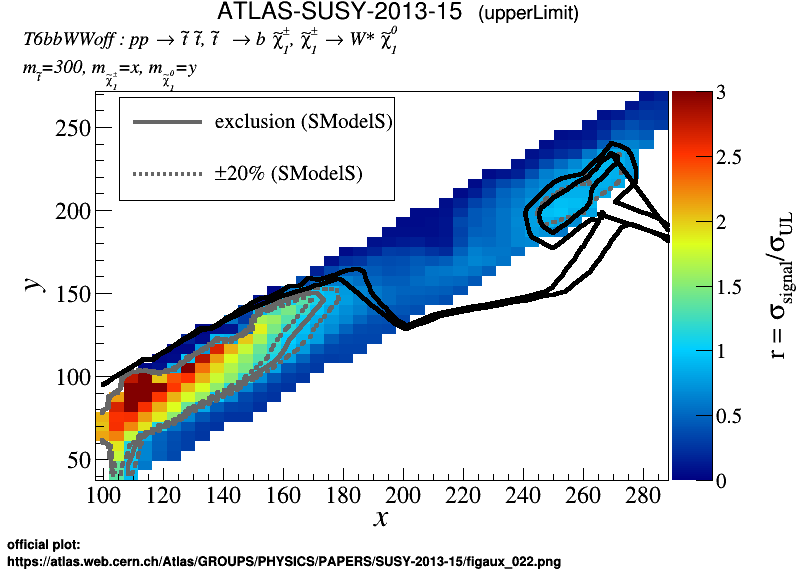 ATLAS-SUSY-2013-15 (upperLimit)
T6bbWWoff : pp → t̃ t̃, t̃ → b χ̃₁±, χ̃₁± → W* χ̃₁⁰
m_t̃=300, m_χ̃₁±=x, m_χ̃₁⁰=y
exclusion (SModelS)
±20% (SModelS)
250
200
150
100
50
y
100 120 140 160 180 200 220 240 260 280
x
3
2.5
2
1.5
1
0.5
0
r = σ_signal/σ_UL
official plot:
https://atlas.web.cern.ch/Atlas/GROUPS/PHYSICS/PAPERS/SUSY-2013-15/figaux_022.png